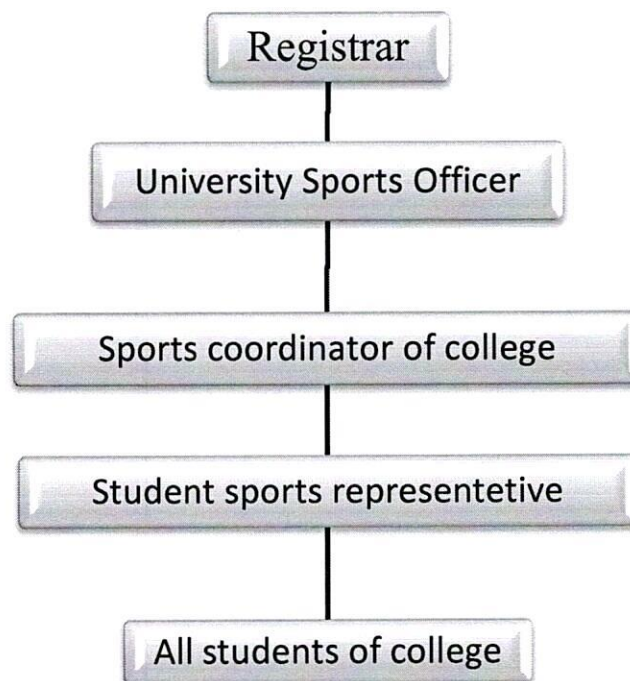 Registrar
University Sports Officer
Sports coordinator of college
Student sports representetive
All students of college